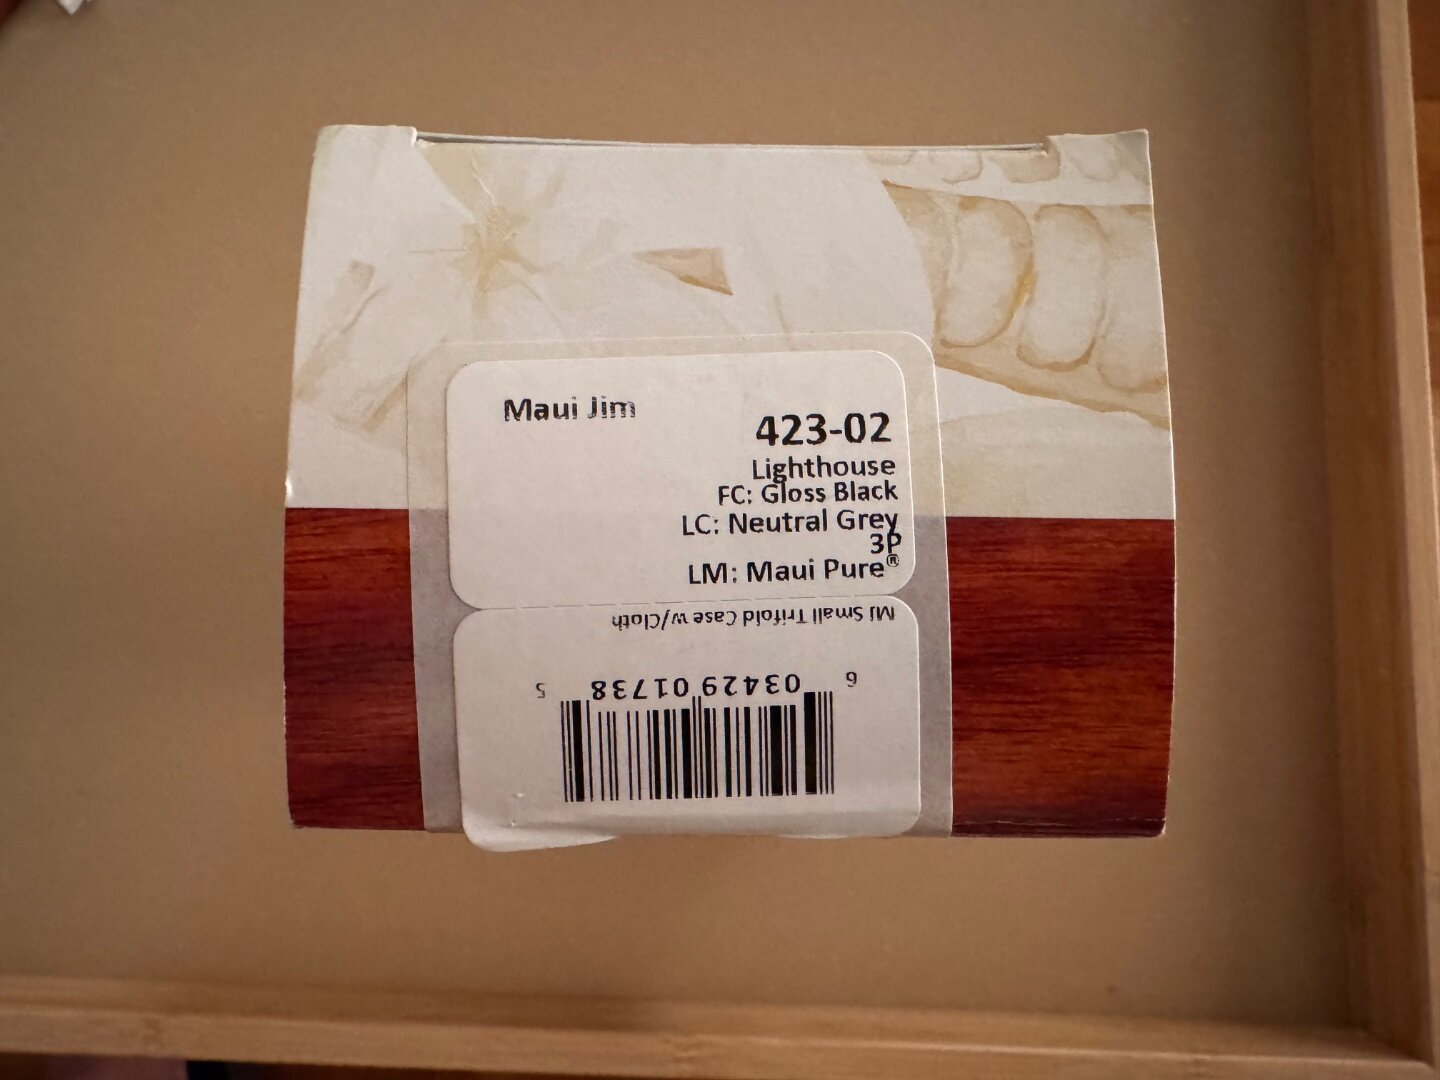 Maui Jim
423-02
Lighthouse
FC: Gloss Black
LC: Neutral Grey
3P
LM: Maui Pure®
MJ Small Trifold Case w/Cloth
6 03429 01738 5